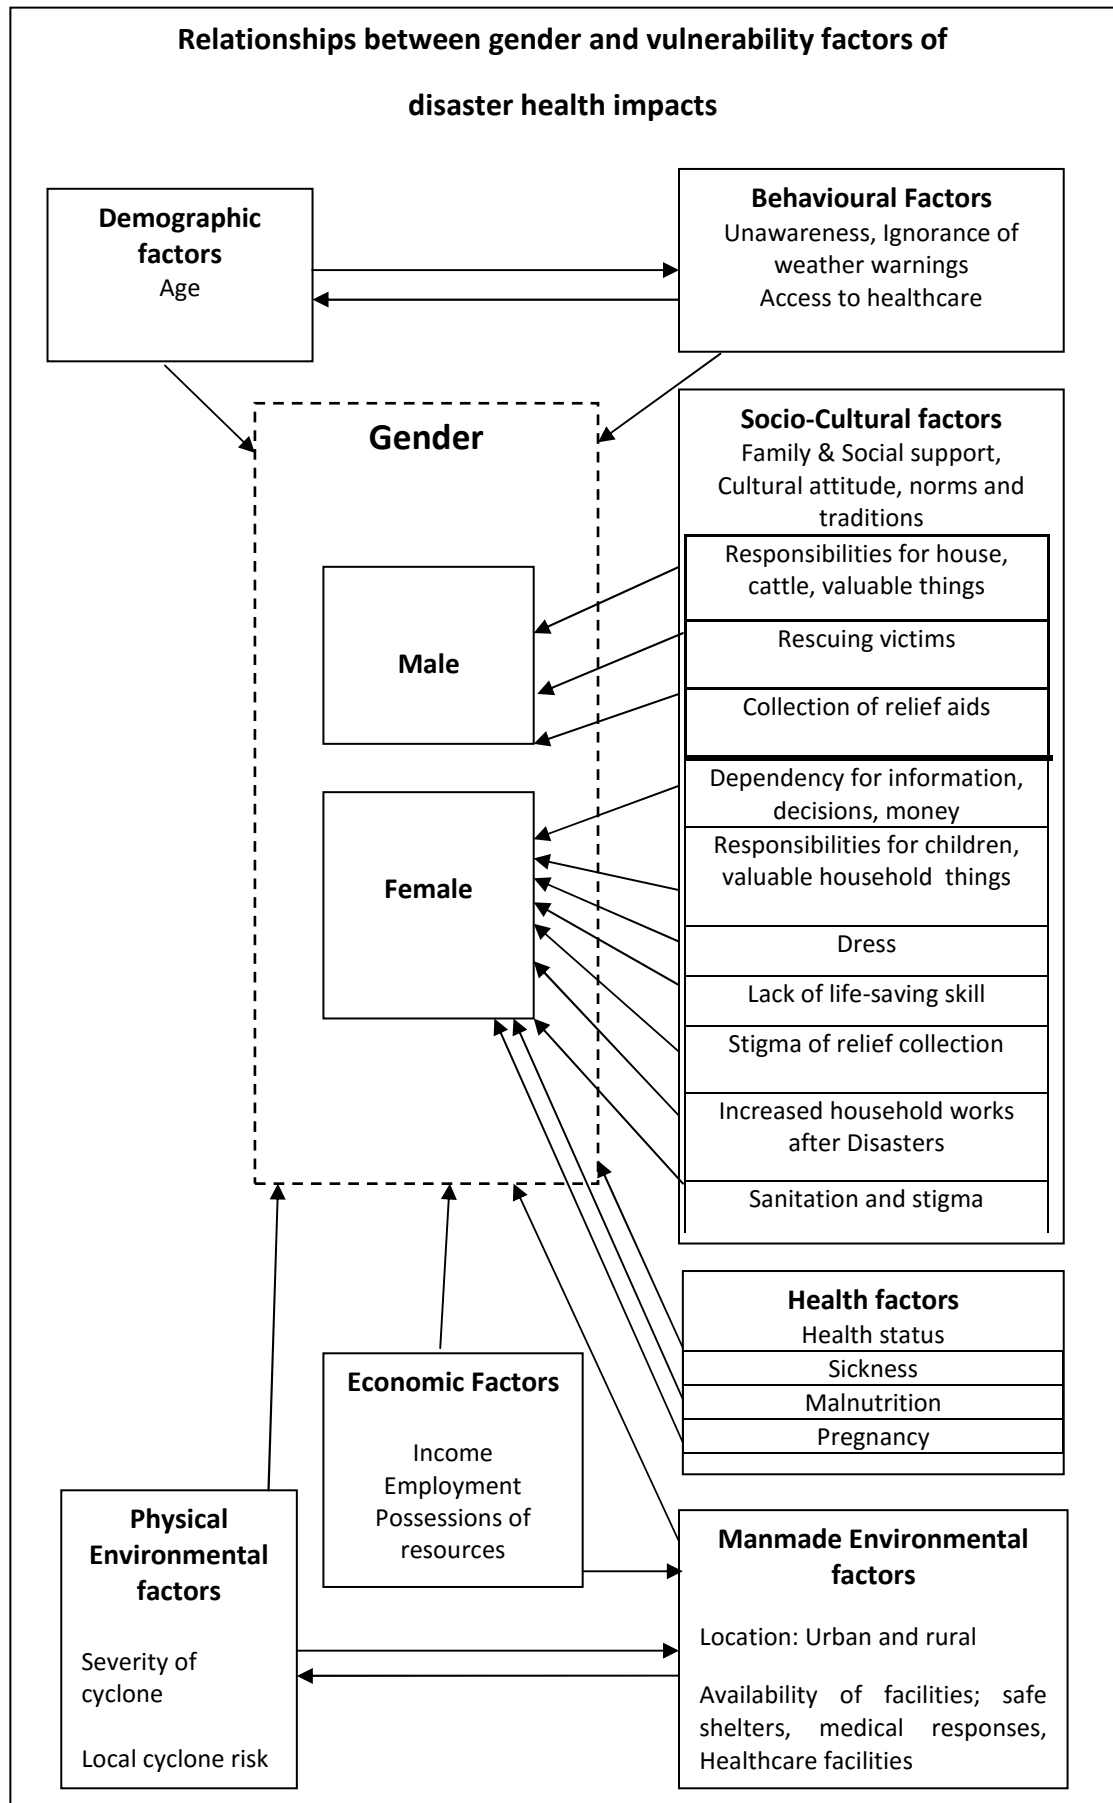 Relationships between gender and vulnerability factors of
disaster health impacts
Demographic
factors
Age
Behavioural Factors
Unawareness, Ignorance of
weather warnings
Access to healthcare
Gender
Male
Female
Socio-Cultural factors
Family & Social support,
Cultural attitude, norms and
traditions
Responsibilities for house,
cattle, valuable things
Rescuing victims
Collection of relief aids
Dependency for information,
decisions, money
Responsibilities for children,
valuable household  things
Dress
Lack of life-saving skill
Stigma of relief collection
Increased household works
after Disasters
Sanitation and stigma
Health factors
Health status
Sickness
Malnutrition
Pregnancy
Economic Factors
Income
Employment
Possessions of
resources
Physical
Environmental
factors
Severity of
cyclone
Local cyclone risk
Manmade Environmental
factors
Location: Urban and rural
Availability of facilities; safe
shelters, medical responses,
Healthcare facilities